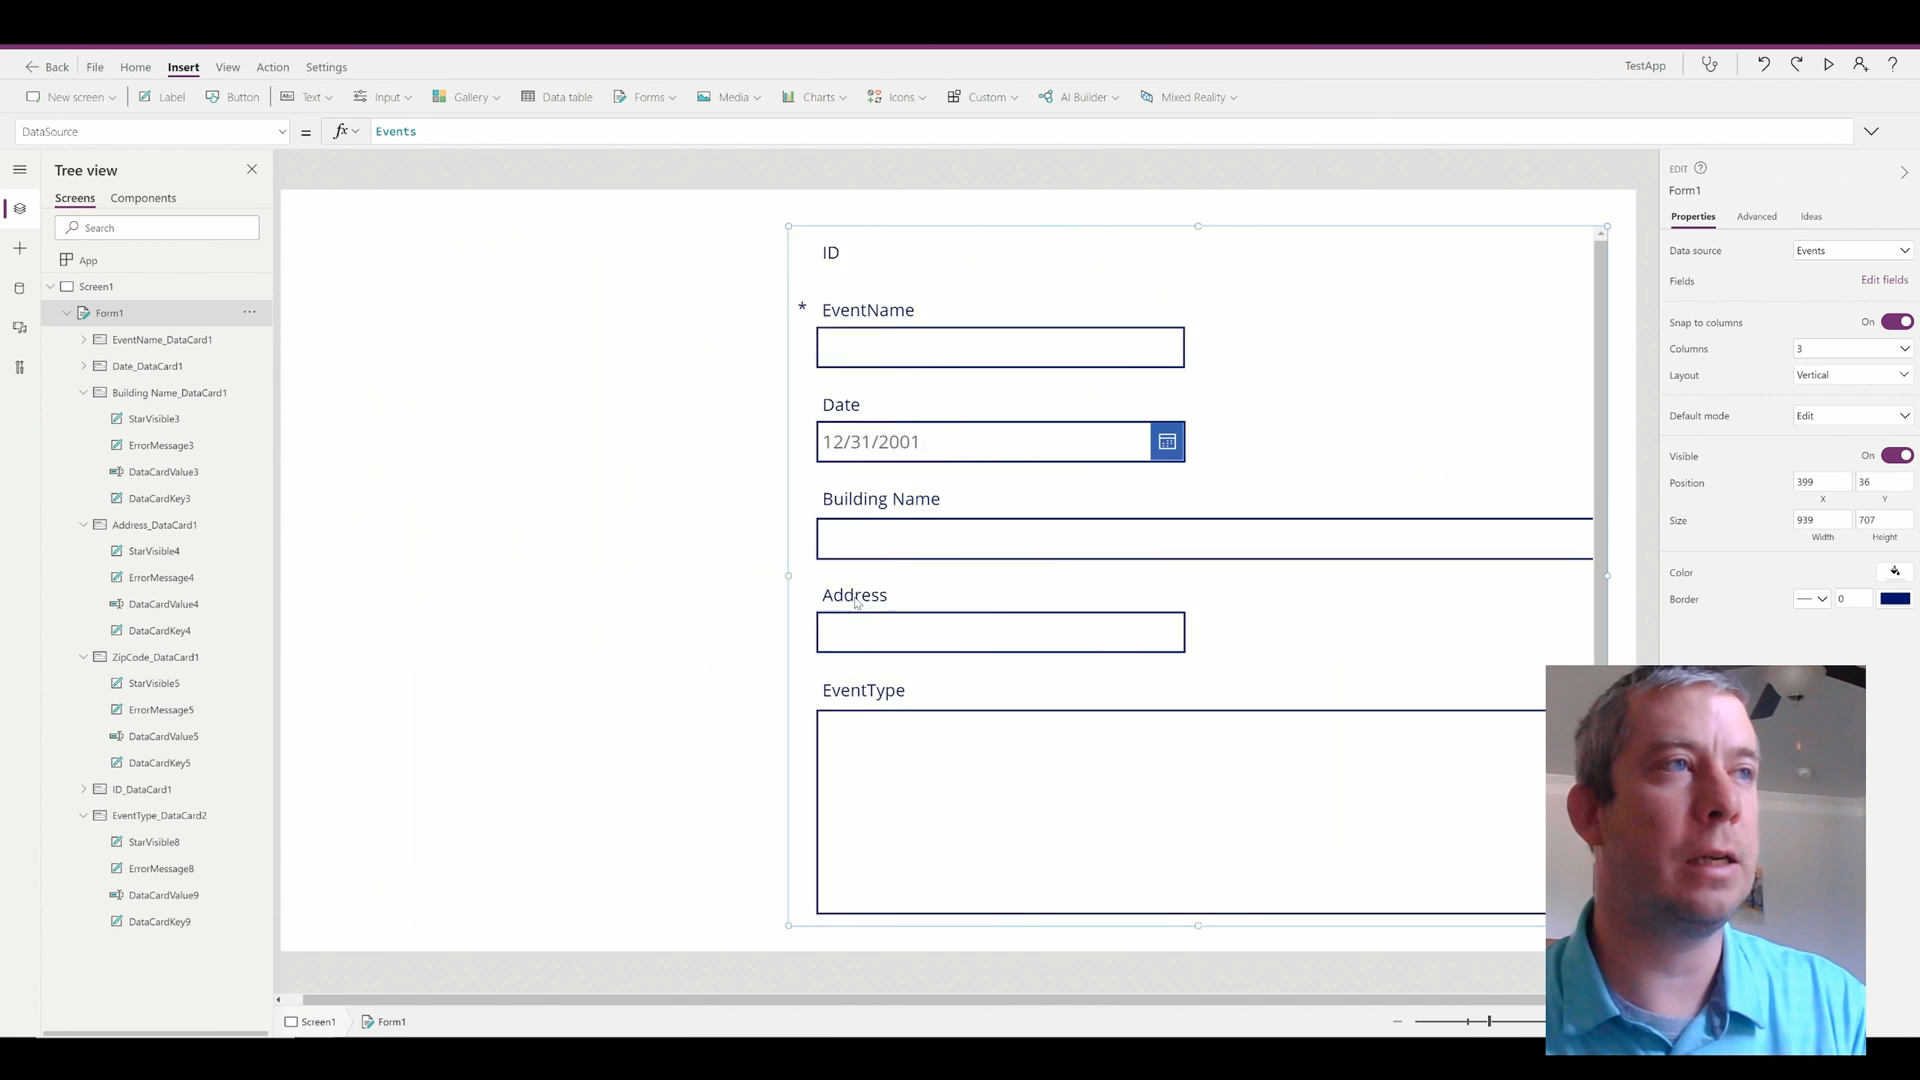 Back File Home Insert View Action Settings TestApp ?
New screen Label Button Text Input Gallery Data table Forms Media Charts Icons Custom AI Builder Mixed Reality
DataSource = fx Events
Tree view
Screens Components
Search
App
Screen1
Form1 ...
EventName_DataCard1
Date_DataCard1
Building Name_DataCard1
StarVisible3
ErrorMessage3
DataCardValue3
DataCardKey3
Address_DataCard1
StarVisible4
ErrorMessage4
DataCardValue4
DataCardKey4
ZipCode_DataCard1
StarVisible5
ErrorMessage5
DataCardValue5
DataCardKey5
ID_DataCard1
EventType_DataCard2
StarVisible8
ErrorMessage8
DataCardValue9
DataCardKey9
ID
* EventName
Date
12/31/2001
Building Name
Address
EventType
Screen1 Form1
EDIT ?
Form1
Properties Advanced Ideas
Data source Events
Fields Edit fields
Snap to columns On
Columns 3
Layout Vertical
Default mode Edit
Visible On
Position 399 36
X Y
Size 939 707
Width Height
Color
Border 0